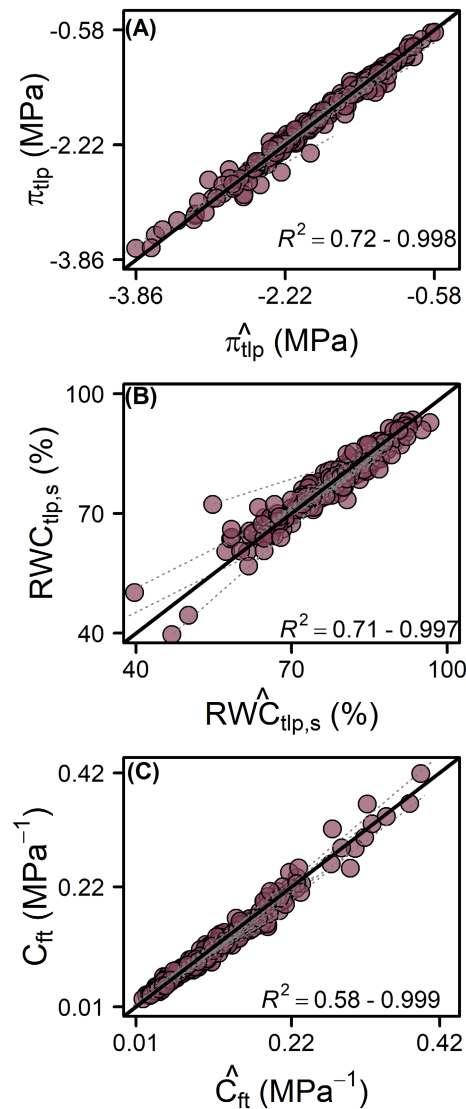 (A)
-0.58
-2.22
-3.86
π_tlp (MPa)
R² = 0.72 - 0.998
-3.86 -2.22 -0.58
π̂_tlp (MPa)
(B)
100
70
40
RWC_tlp,s (%)
R² = 0.71 - 0.997
40 70 100
RWĈ_tlp,s (%)
(C)
0.42
0.22
0.01
C_ft (MPa⁻¹)
R² = 0.58 - 0.999
0.01 0.22 0.42
Ĉ_ft (MPa⁻¹)